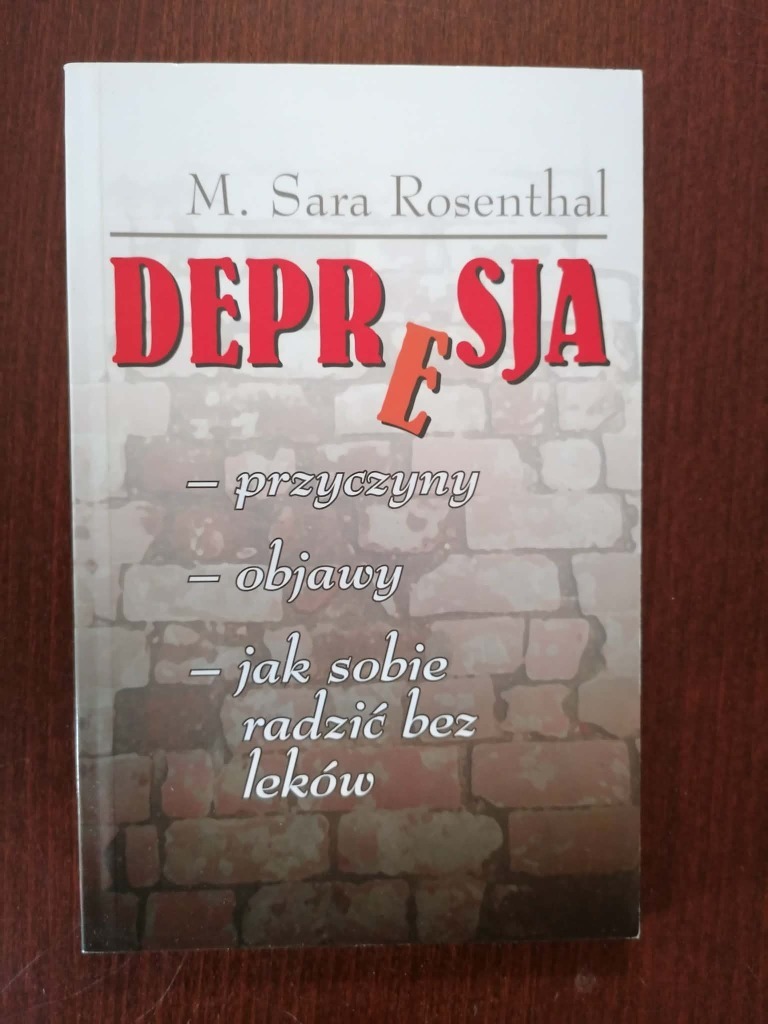 M. Sara Rosenthal
DEPRESJA
– przyczyny
– objawy
– jak sobie
radzić bez
leków